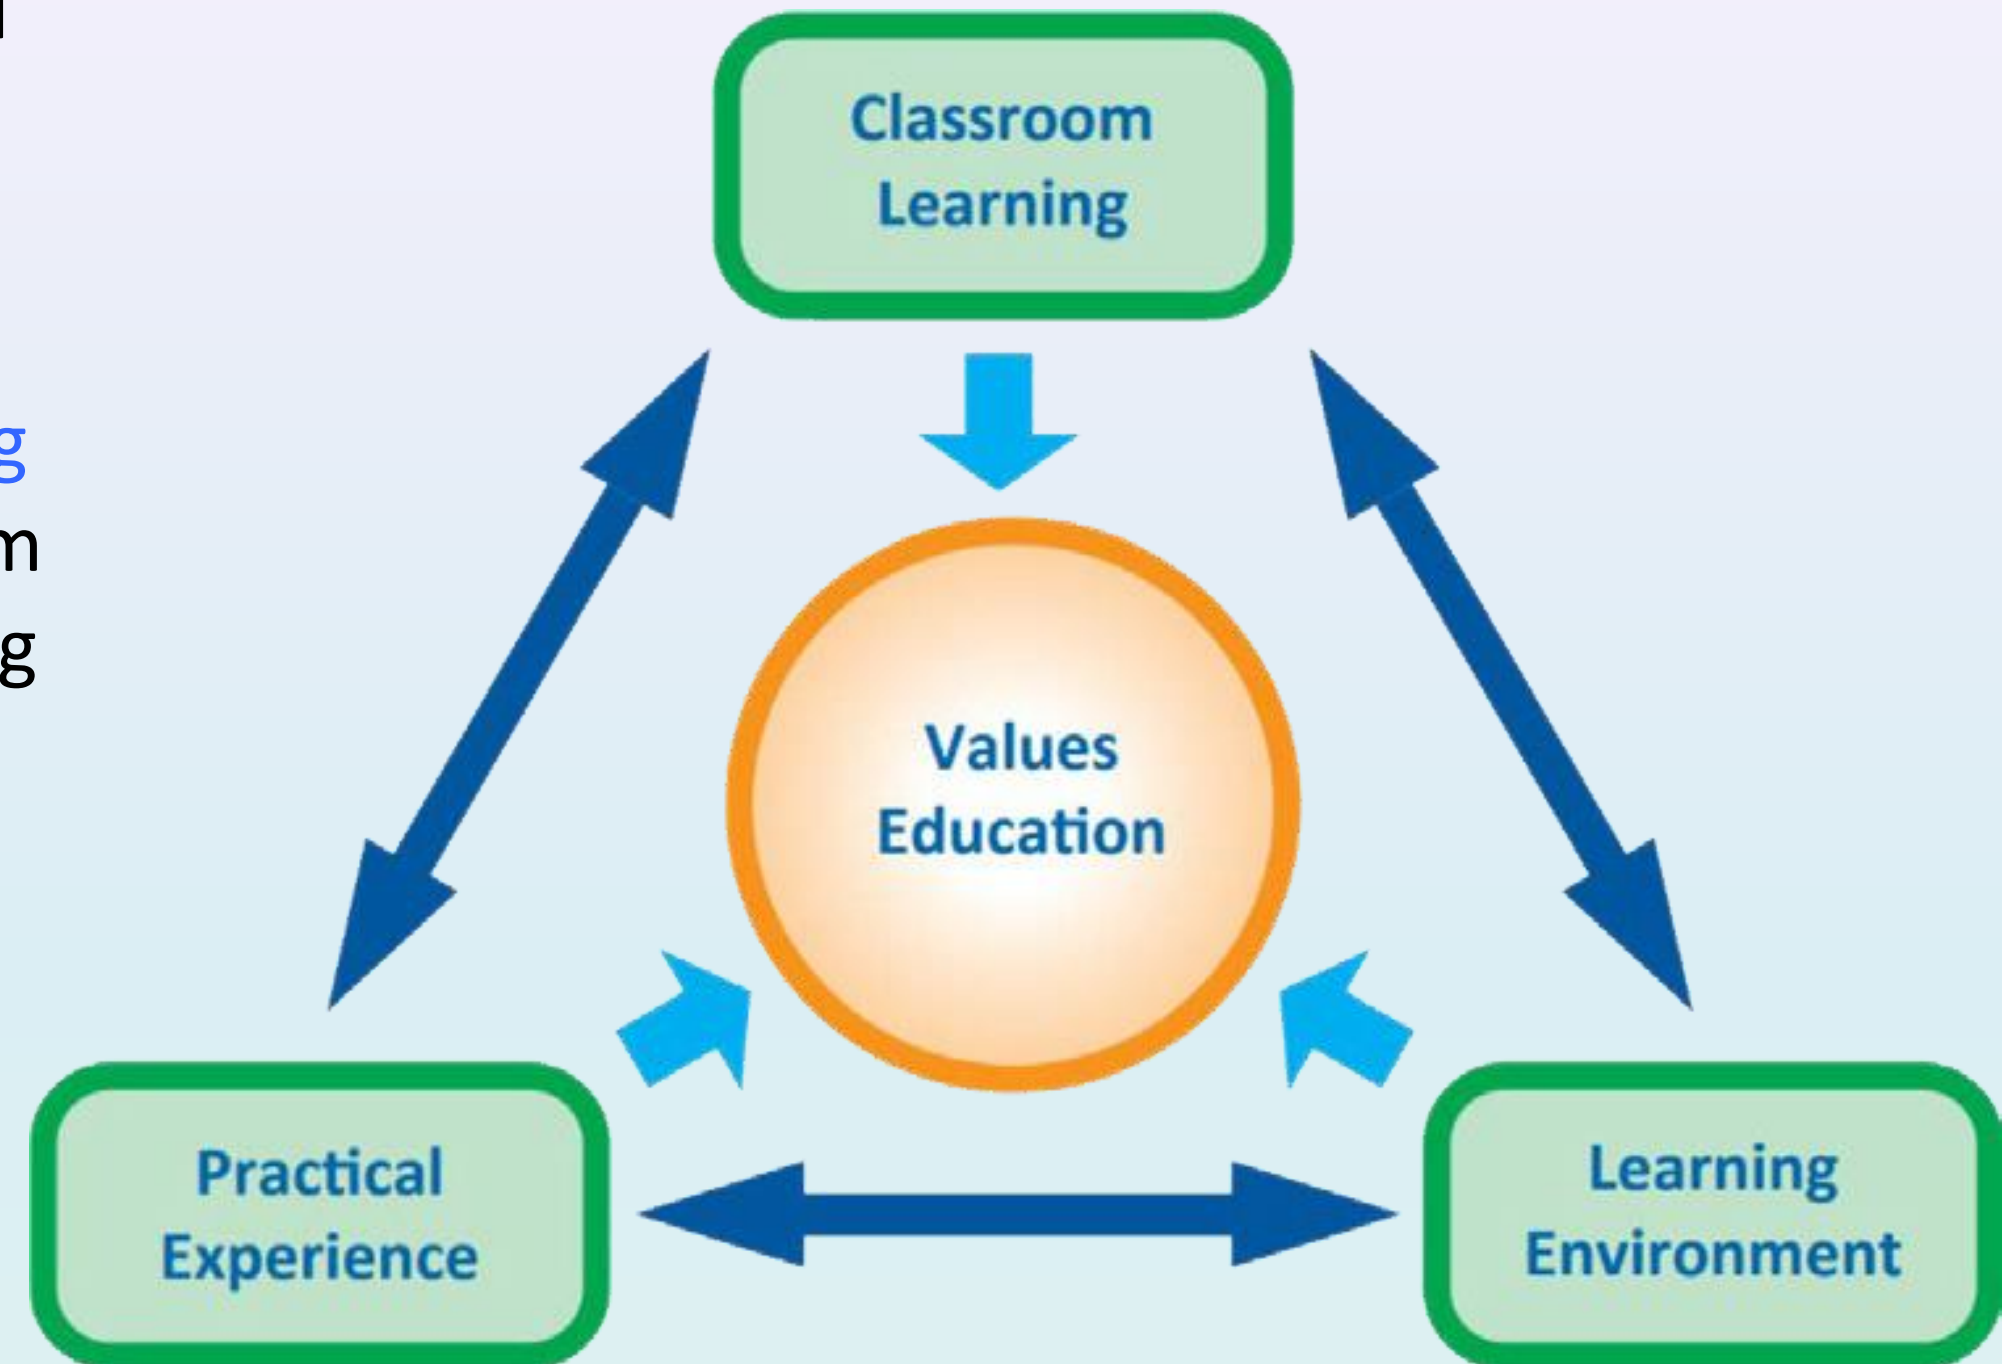 Classroom
Learning
Values
Education
Practical
Experience
Learning
Environment